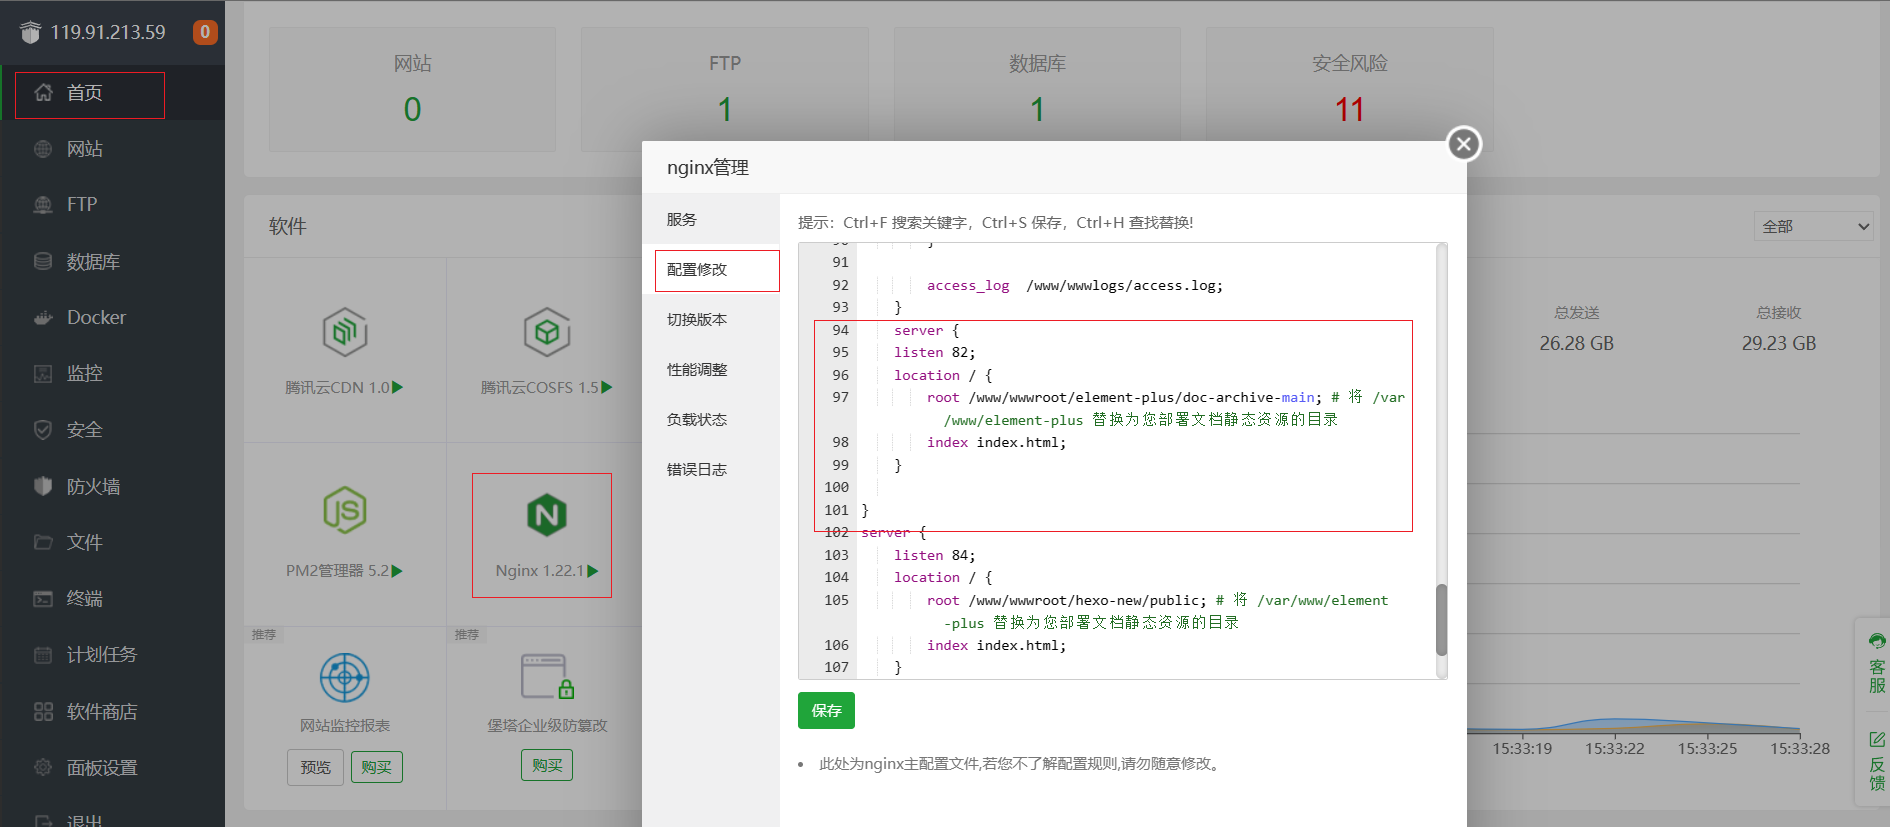 119.91.213.59
0
首页
网站
FTP
数据库
Docker
监控
安全
防火墙
文件
终端
计划任务
软件商店
面板设置
退出
网站
0
FTP
1
数据库
1
安全风险
11
软件
腾讯云CDN 1.0
腾讯云COSFS 1.5
PM2管理器 5.2
Nginx 1.22.1
推荐
网站监控报表
预览
购买
推荐
堡塔企业级防篡改
购买
nginx管理
服务
配置修改
切换版本
性能调整
负载状态
错误日志
提示：Ctrl+F 搜索关键字，Ctrl+S 保存，Ctrl+H 查找替换!
90 }
91
92 access_log  /www/wwwlogs/access.log;
93 }
94 server {
95 listen 82;
96 location / {
97 root /www/wwwroot/element-plus/doc-archive-main; # 将 /var
/www/element-plus 替换为您部署文档静态资源的目录
98 index index.html;
99 }
100
101 }
102 server {
103 listen 84;
104 location / {
105 root /www/wwwroot/hexo-new/public; # 将 /var/www/element
-plus 替换为您部署文档静态资源的目录
106 index index.html;
107 }
保存
• 此处为nginx主配置文件,若您不了解配置规则,请勿随意修改。
全部
总发送
26.28 GB
总接收
29.23 GB
15:33:19
15:33:22
15:33:25
15:33:28
客服
反馈